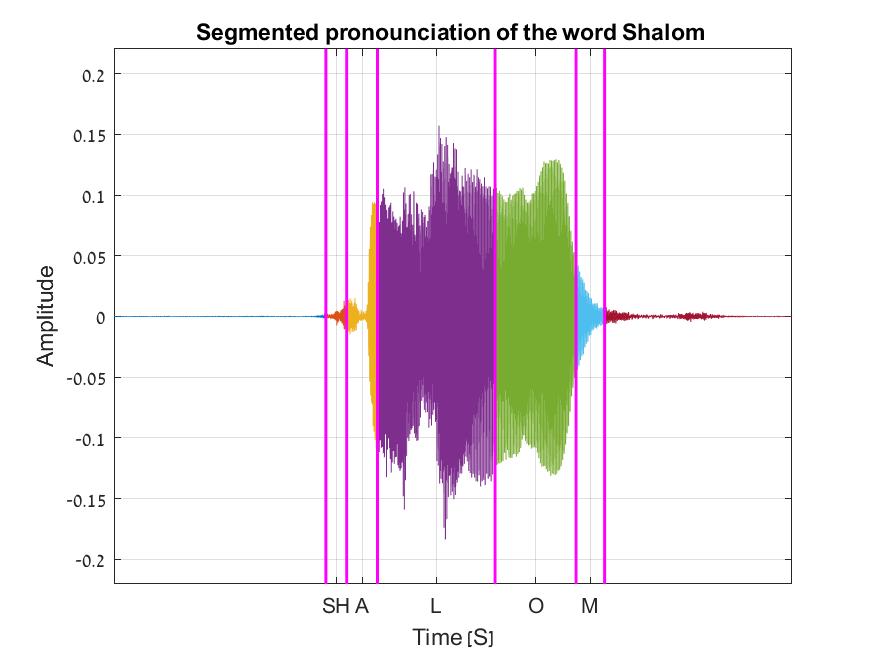 Segmented pronounciation of the word Shalom
0.2
0.15
0.1
0.05
0
-0.05
-0.1
-0.15
-0.2
Amplitude
SH A L O M
Time [S]